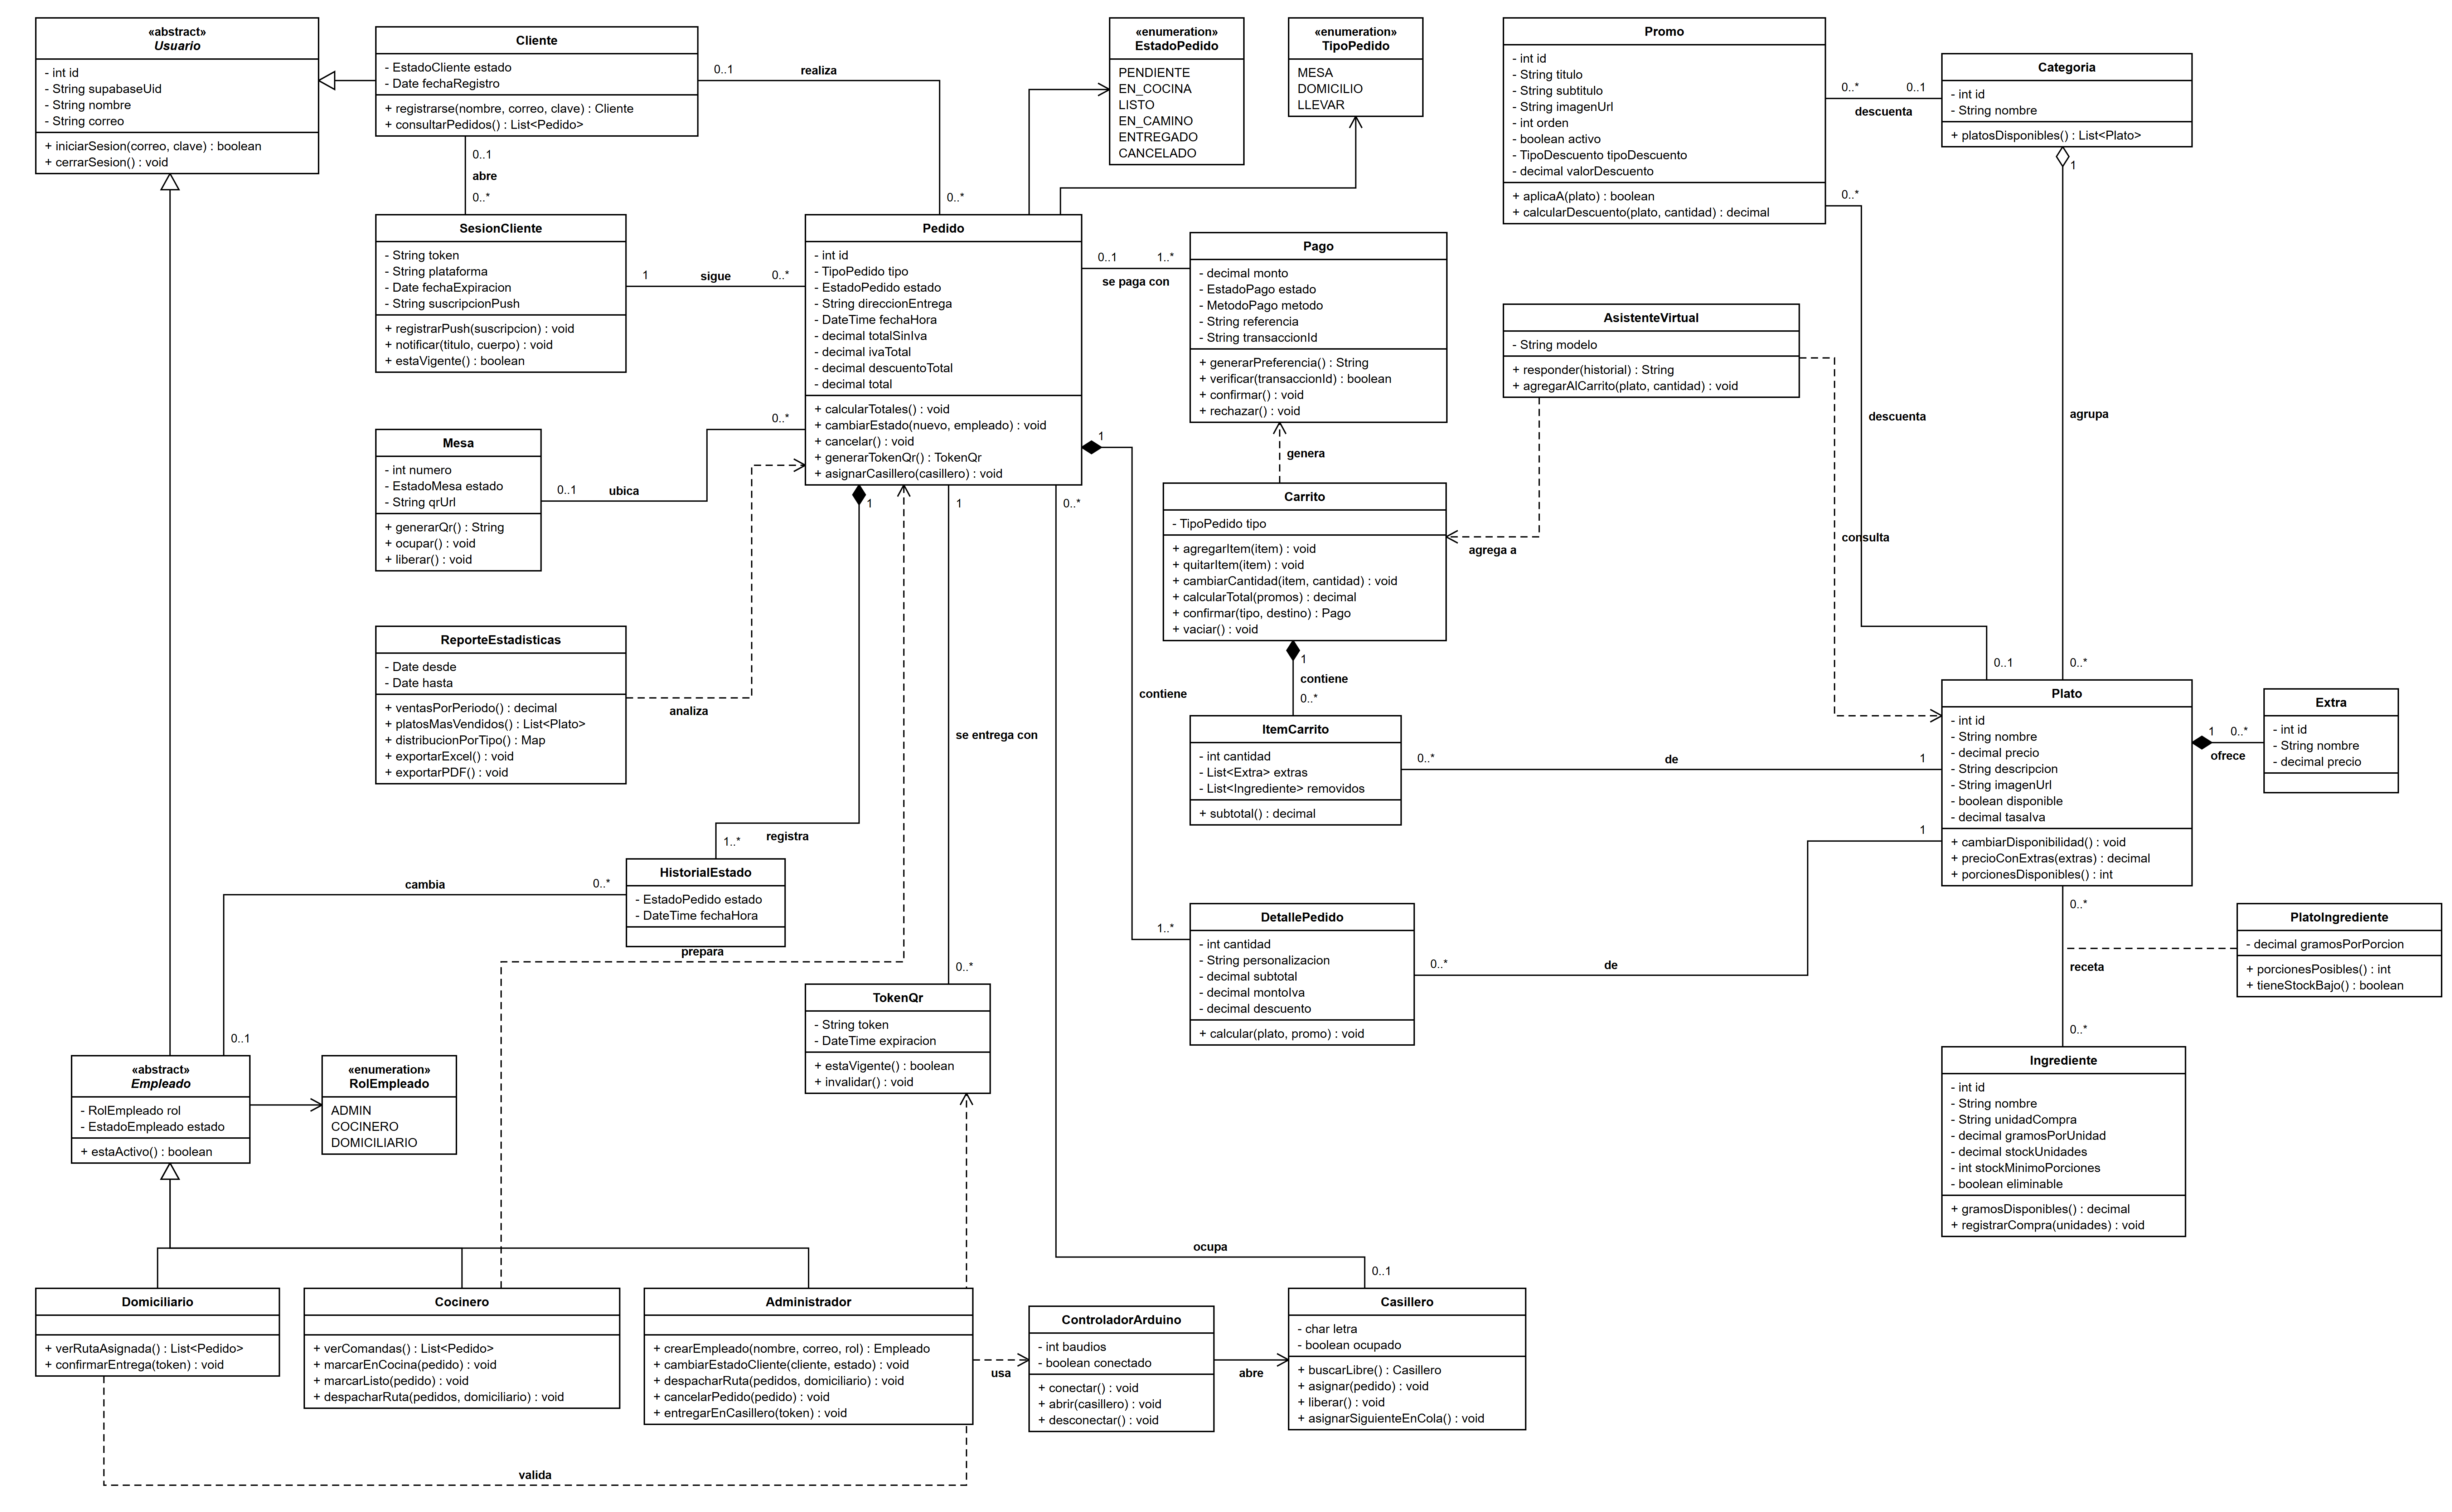 «abstract»
Usuario
- int id
- String supabaseUid
- String nombre
- String correo
+ iniciarSesion(correo, clave) : boolean
+ cerrarSesion() : void
Cliente
- EstadoCliente estado
- Date fechaRegistro
+ registrarse(nombre, correo, clave) : Cliente
+ consultarPedidos() : List<Pedido>
0..1
realiza
0..*
«enumeration»
EstadoPedido
PENDIENTE
EN_COCINA
LISTO
EN_CAMINO
ENTREGADO
CANCELADO
«enumeration»
TipoPedido
MESA
DOMICILIO
LLEVAR
Promo
- int id
- String titulo
- String subtitulo
- String imagenUrl
- int orden
- boolean activo
- TipoDescuento tipoDescuento
- decimal valorDescuento
+ aplicaA(plato) : boolean
+ calcularDescuento(plato, cantidad) : decimal
0..*
0..1
descuenta
Categoria
- int id
- String nombre
+ platosDisponibles() : List<Plato>
1
agrupa
0..*
0..*
descuenta
0..1
0..1
abre
0..*
SesionCliente
- String token
- String plataforma
- Date fechaExpiracion
- String suscripcionPush
+ registrarPush(suscripcion) : void
+ notificar(titulo, cuerpo) : void
+ estaVigente() : boolean
1
sigue
0..*
Pedido
- int id
- TipoPedido tipo
- EstadoPedido estado
- String direccionEntrega
- DateTime fechaHora
- decimal totalSinIva
- decimal ivaTotal
- decimal descuentoTotal
- decimal total
+ calcularTotales() : void
+ cambiarEstado(nuevo, empleado) : void
+ cancelar() : void
+ generarTokenQr() : TokenQr
+ asignarCasillero(casillero) : void
0..1
1..*
se paga con
Pago
- decimal monto
- EstadoPago estado
- MetodoPago metodo
- String referencia
- String transaccionId
+ generarPreferencia() : String
+ verificar(transaccionId) : boolean
+ confirmar() : void
+ rechazar() : void
AsistenteVirtual
- String modelo
+ responder(historial) : String
+ agregarAlCarrito(plato, cantidad) : void
consulta
agrega a
genera
Mesa
- int numero
- EstadoMesa estado
- String qrUrl
+ generarQr() : String
+ ocupar() : void
+ liberar() : void
0..1
ubica
0..*
Carrito
- TipoPedido tipo
+ agregarItem(item) : void
+ quitarItem(item) : void
+ cambiarCantidad(item, cantidad) : void
+ calcularTotal(promos) : decimal
+ confirmar(tipo, destino) : Pago
+ vaciar() : void
1
contiene
0..*
ReporteEstadisticas
- Date desde
- Date hasta
+ ventasPorPeriodo() : decimal
+ platosMasVendidos() : List<Plato>
+ distribucionPorTipo() : Map
+ exportarExcel() : void
+ exportarPDF() : void
analiza
ItemCarrito
- int cantidad
- List<Extra> extras
- List<Ingrediente> removidos
+ subtotal() : decimal
0..*
de
1
Plato
- int id
- String nombre
- decimal precio
- String descripcion
- String imagenUrl
- boolean disponible
- decimal tasaIva
+ cambiarDisponibilidad() : void
+ precioConExtras(extras) : decimal
+ porcionesDisponibles() : int
1
0..*
ofrece
Extra
- int id
- String nombre
- decimal precio
1
registra
1..*
HistorialEstado
- EstadoPedido estado
- DateTime fechaHora
cambia
0..*
0..1
prepara
1
se entrega con
0..*
TokenQr
- String token
- DateTime expiracion
+ estaVigente() : boolean
+ invalidar() : void
1
contiene
1..*
DetallePedido
- int cantidad
- String personalizacion
- decimal subtotal
- decimal montoIva
- decimal descuento
+ calcular(plato, promo) : void
0..*
de
1
0..*
receta
0..*
PlatoIngrediente
- decimal gramosPorPorcion
+ porcionesPosibles() : int
+ tieneStockBajo() : boolean
Ingrediente
- int id
- String nombre
- String unidadCompra
- decimal gramosPorUnidad
- decimal stockUnidades
- int stockMinimoPorciones
- boolean eliminable
+ gramosDisponibles() : decimal
+ registrarCompra(unidades) : void
«abstract»
Empleado
- RolEmpleado rol
- EstadoEmpleado estado
+ estaActivo() : boolean
«enumeration»
RolEmpleado
ADMIN
COCINERO
DOMICILIARIO
0..*
ocupa
0..1
Domiciliario
+ verRutaAsignada() : List<Pedido>
+ confirmarEntrega(token) : void
Cocinero
+ verComandas() : List<Pedido>
+ marcarEnCocina(pedido) : void
+ marcarListo(pedido) : void
+ despacharRuta(pedidos, domiciliario) : void
Administrador
+ crearEmpleado(nombre, correo, rol) : Empleado
+ cambiarEstadoCliente(cliente, estado) : void
+ despacharRuta(pedidos, domiciliario) : void
+ cancelarPedido(pedido) : void
+ entregarEnCasillero(token) : void
usa
ControladorArduino
- int baudios
- boolean conectado
+ conectar() : void
+ abrir(casillero) : void
+ desconectar() : void
abre
Casillero
- char letra
- boolean ocupado
+ buscarLibre() : Casillero
+ asignar(pedido) : void
+ liberar() : void
+ asignarSiguienteEnCola() : void
valida